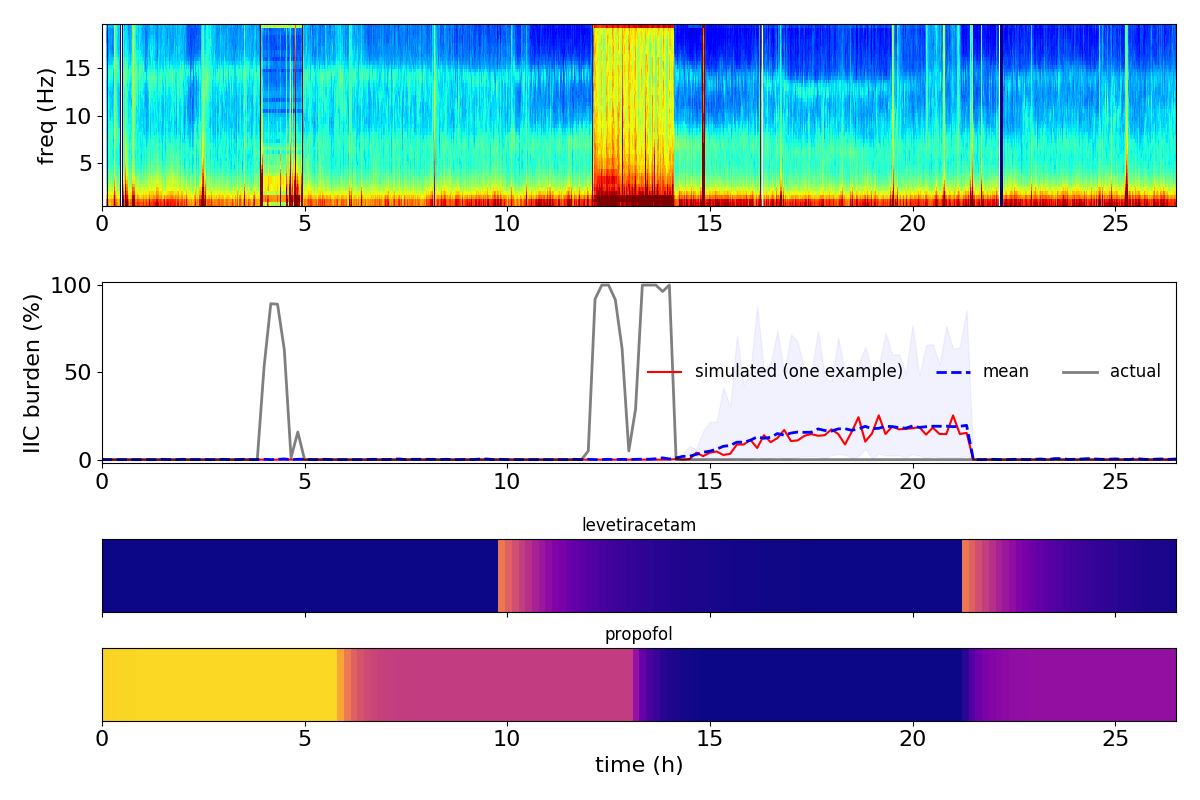 freq (Hz)
15
10
5
0 5 10 15 20 25
IIC burden (%)
100
50
0
simulated (one example) mean actual
0 5 10 15 20 25
levetiracetam
propofol
0 5 10 15 20 25
time (h)